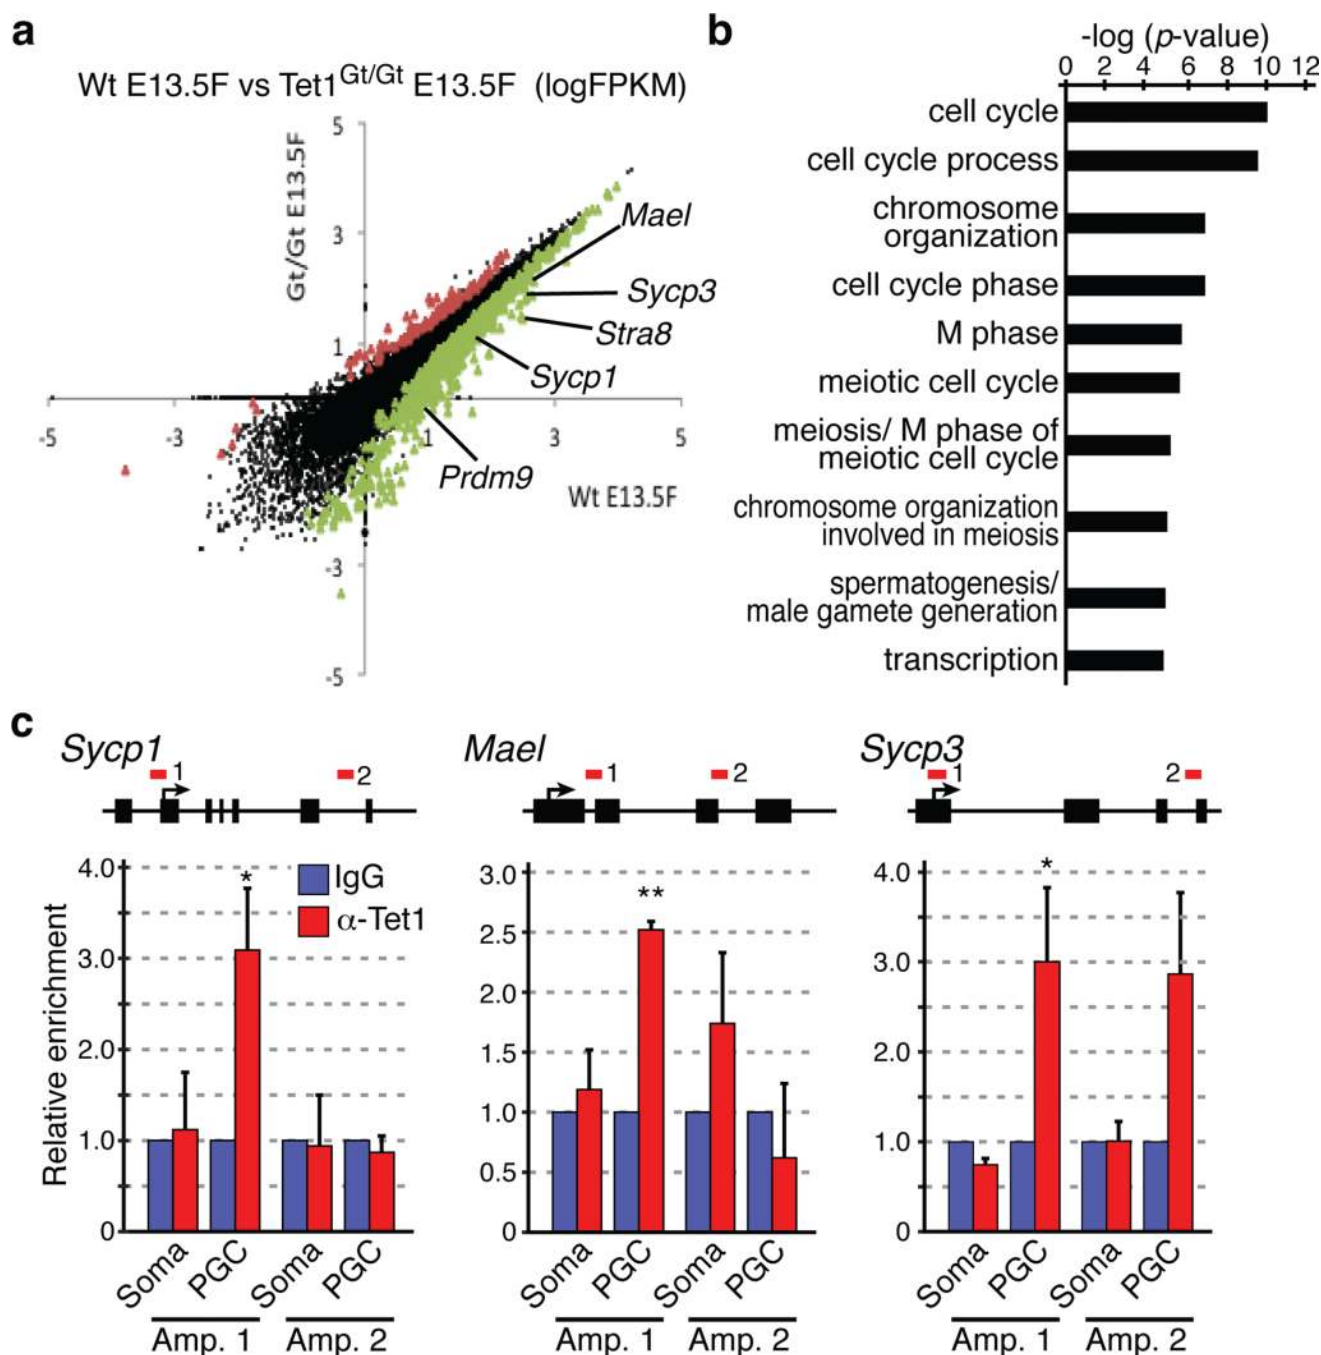 a
Wt E13.5F vs Tet1Gt/Gt E13.5F (logFPKM)
Gt/Gt E13.5F
5
3
1
-5
-3
1
3
5
-3
-5
Mael
Sycp3
Stra8
Sycp1
Prdm9
Wt E13.5F
b
-log (p-value)
0 2 4 6 8 10 12
cell cycle
cell cycle process
chromosome
organization
cell cycle phase
M phase
meiotic cell cycle
meiosis/ M phase of
meiotic cell cycle
chromosome organization
involved in meiosis
spermatogenesis/
male gamete generation
transcription
c
Sycp1
1
2
Relative enrichment
4.0
3.0
2.0
1.0
0.0
*
IgG
α-Tet1
Soma PGC Soma PGC
Amp. 1 Amp. 2
Mael
1
2
3.0
2.5
2.0
1.5
1.0
0.5
0
**
Soma PGC Soma PGC
Amp. 1 Amp. 2
Sycp3
1
2
4.0
3.0
2.0
1.0
0
*
Soma PGC Soma PGC
Amp. 1 Amp. 2